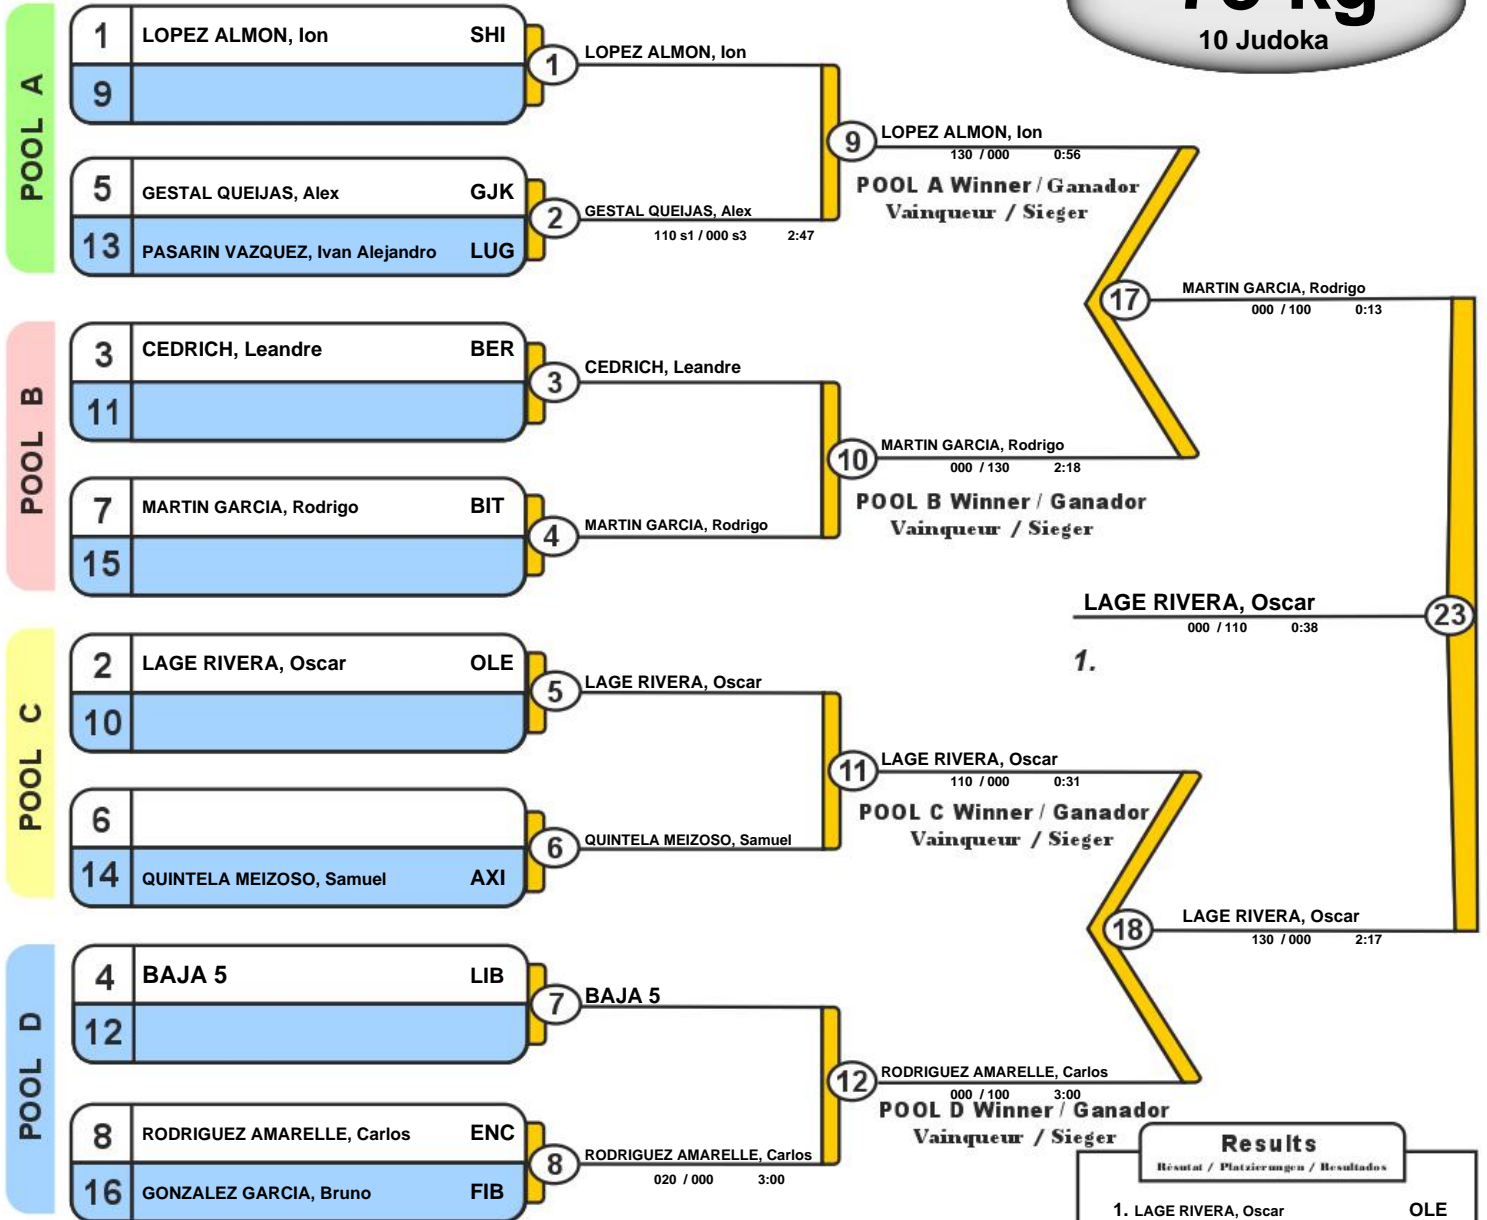 10 Judoka
POOL A
1 LOPEZ ALMON, Ion SHI
9
1 LOPEZ ALMON, Ion
5 GESTAL QUEIJAS, Alex GJK
13 PASARIN VAZQUEZ, Ivan Alejandro LUG
2 GESTAL QUEIJAS, Alex
110 s1 / 000 s3 2:47
9 LOPEZ ALMON, Ion
130 / 000 0:56
POOL A Winner / Ganador
Vainqueur / Sieger
POOL B
3 CEDRICH, Leandre BER
11
3 CEDRICH, Leandre
7 MARTIN GARCIA, Rodrigo BIT
15
4 MARTIN GARCIA, Rodrigo
10 MARTIN GARCIA, Rodrigo
000 / 130 2:18
POOL B Winner / Ganador
Vainqueur / Sieger
17 MARTIN GARCIA, Rodrigo
000 / 100 0:13
LAGE RIVERA, Oscar 23
000 / 110 0:38
1.
POOL C
2 LAGE RIVERA, Oscar OLE
10
5 LAGE RIVERA, Oscar
6
14 QUINTELA MEIZOSO, Samuel AXI
6 QUINTELA MEIZOSO, Samuel
11 LAGE RIVERA, Oscar
110 / 000 0:31
POOL C Winner / Ganador
Vainqueur / Sieger
18 LAGE RIVERA, Oscar
130 / 000 2:17
POOL D
4 BAJA 5 LIB
12
7 BAJA 5
8 RODRIGUEZ AMARELLE, Carlos ENC
16 GONZALEZ GARCIA, Bruno FIB
8 RODRIGUEZ AMARELLE, Carlos
020 / 000 3:00
12 RODRIGUEZ AMARELLE, Carlos
000 / 100 3:00
POOL D Winner / Ganador
Vainqueur / Sieger
Results
Résutat / Platzierungen / Resultados
1. LAGE RIVERA, Oscar OLE